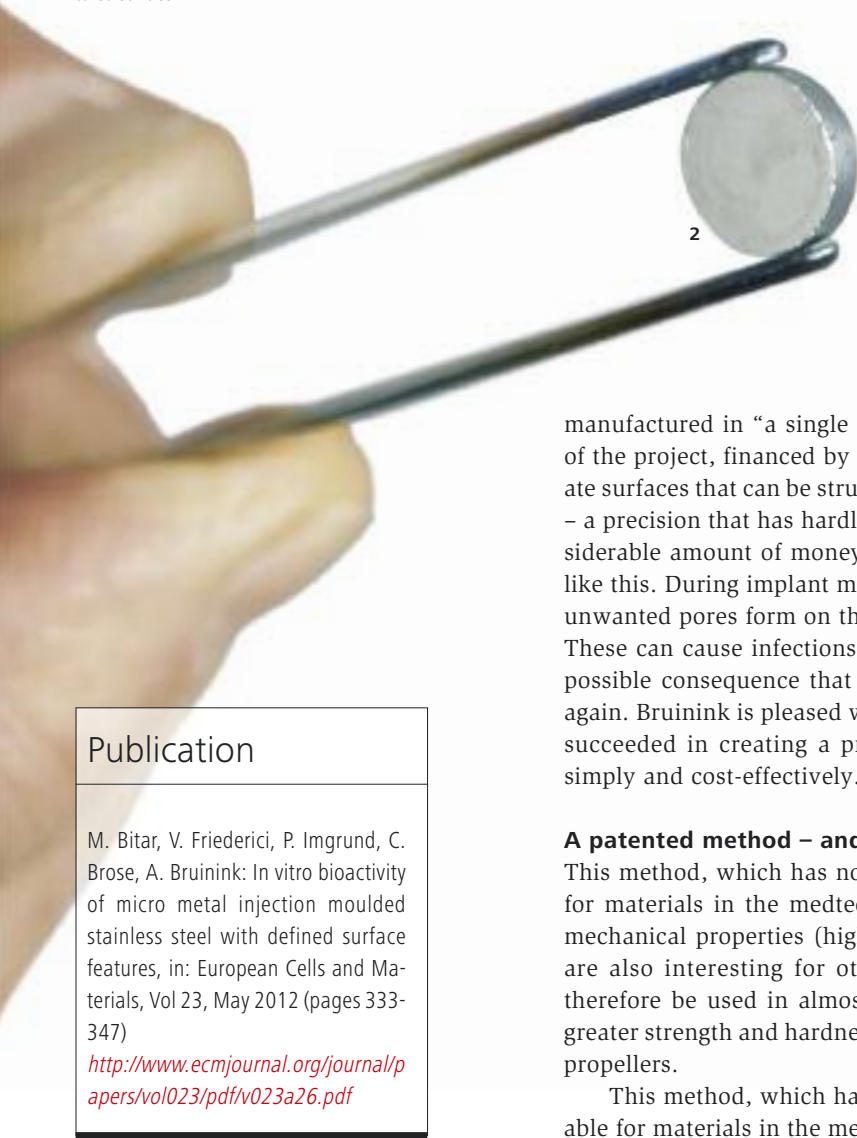 2
Publication
M. Bitar, V. Friederici, P. Imgrund, C.
Brose, A. Bruinink: In vitro bioactivity
of micro metal injection moulded
stainless steel with defined surface
features, in: European Cells and Ma-
terials, Vol 23, May 2012 (pages 333-
347)
http://www.ecmjournal.org/journal/p
apers/vol023/pdf/v023a26.pdf
manufactured in “a single
of the project, financed by
ate surfaces that can be stru
– a precision that has hardl
siderable amount of money
like this. During implant m
unwanted pores form on th
These can cause infections
possible consequence that
again. Bruinink is pleased w
succeeded in creating a pr
simply and cost-effectively.
A patented method – and
This method, which has no
for materials in the medtec
mechanical properties (hig
are also interesting for ot
therefore be used in almos
greater strength and hardne
propellers.
This method, which ha
able for materials in the me